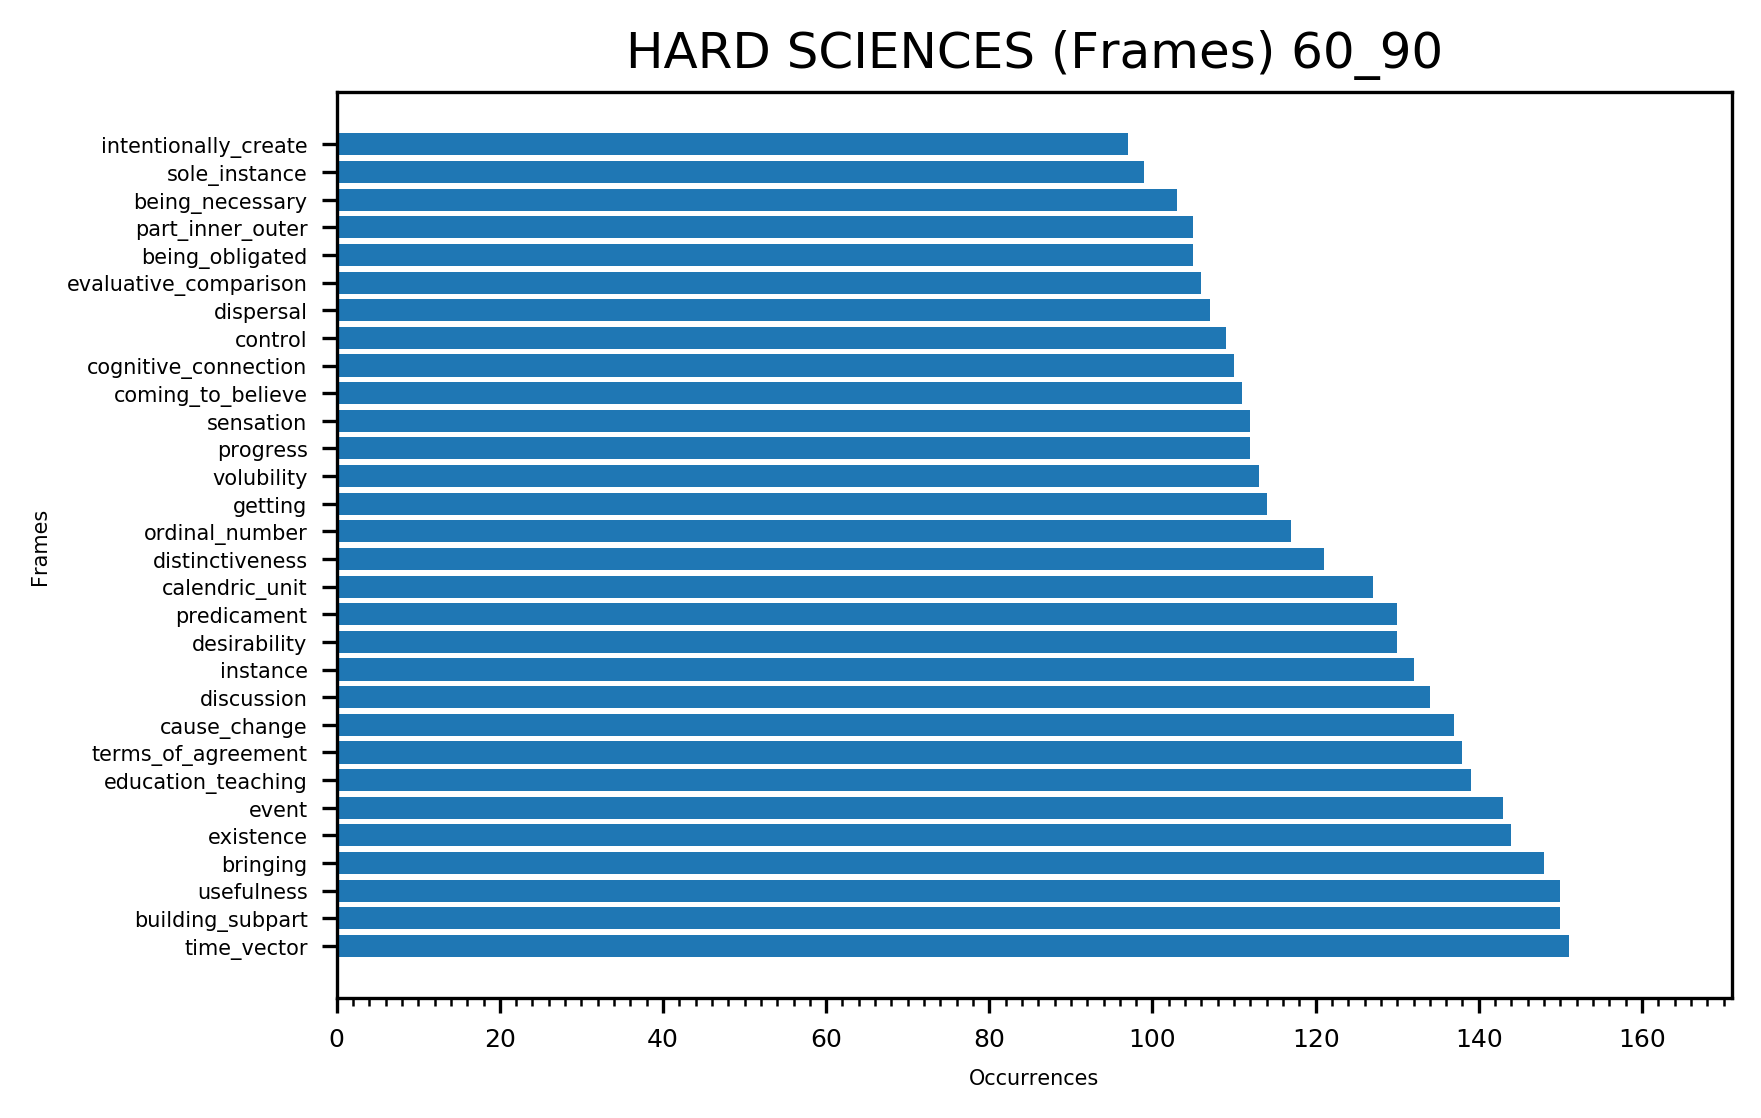 HARD SCIENCES (Frames) 60_90
intentionally_create
sole_instance
being_necessary
part_inner_outer
being_obligated
evaluative_comparison
dispersal
control
cognitive_connection
coming_to_believe
sensation
progress
volubility
getting
ordinal_number
distinctiveness
calendric_unit
predicament
desirability
instance
discussion
cause_change
terms_of_agreement
education_teaching
event
existence
bringing
usefulness
building_subpart
time_vector
Frames
0 20 40 60 80 100 120 140 160
Occurrences